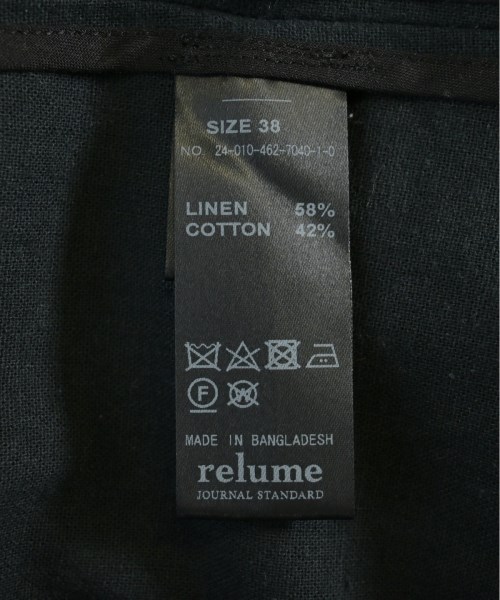 SIZE 38
NO 24-010-462-7040-1-0
LINEN 58%
COTTON 42%
F W
MADE IN BANGLADESH
relume
JOURNAL STANDARD